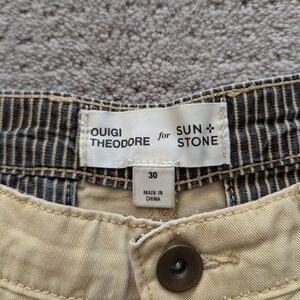 OUIGI THEODORE for SUN + STONE
30
MADE IN
CHINA